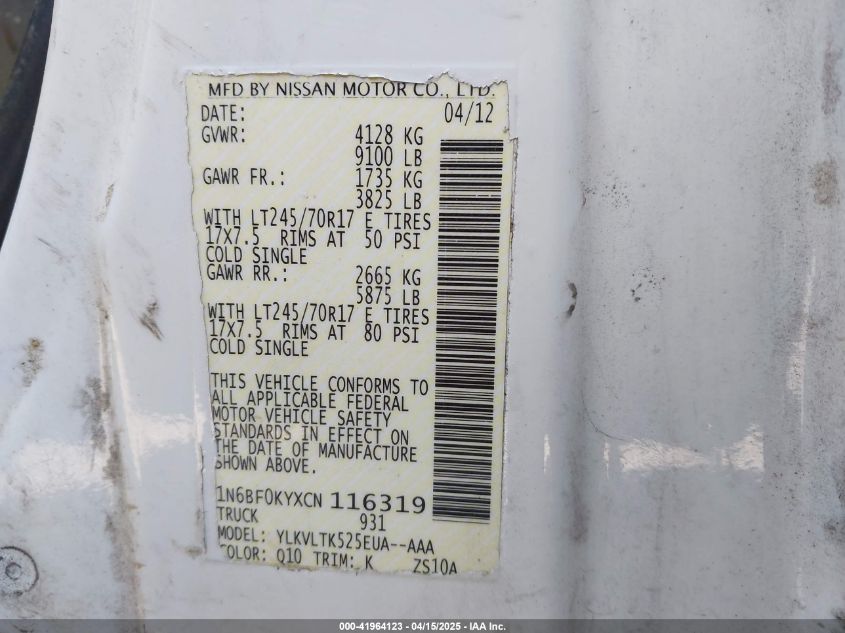 MFD BY NISSAN MOTOR CO., LTD.
DATE: 04/12
GVWR: 4128 KG
9100 LB
GAWR FR.: 1735 KG
3825 LB
WITH LT245/70R17 E TIRES
17X7.5 RIMS AT 50 PSI
COLD SINGLE
GAWR RR.: 2665 KG
5875 LB
WITH LT245/70R17 E TIRES
17X7.5 RIMS AT 80 PSI
COLD SINGLE
THIS VEHICLE CONFORMS TO
ALL APPLICABLE FEDERAL
MOTOR VEHICLE SAFETY
STANDARDS IN EFFECT ON
THE DATE OF MANUFACTURE
SHOWN ABOVE.
1N6BF0KYXCN 116319
TRUCK 931
MODEL: YLKVLTK525EUA--AAA
COLOR: Q10 TRIM: K ZS10A
000-41964123 - 04/15/2025 - IAA Inc.